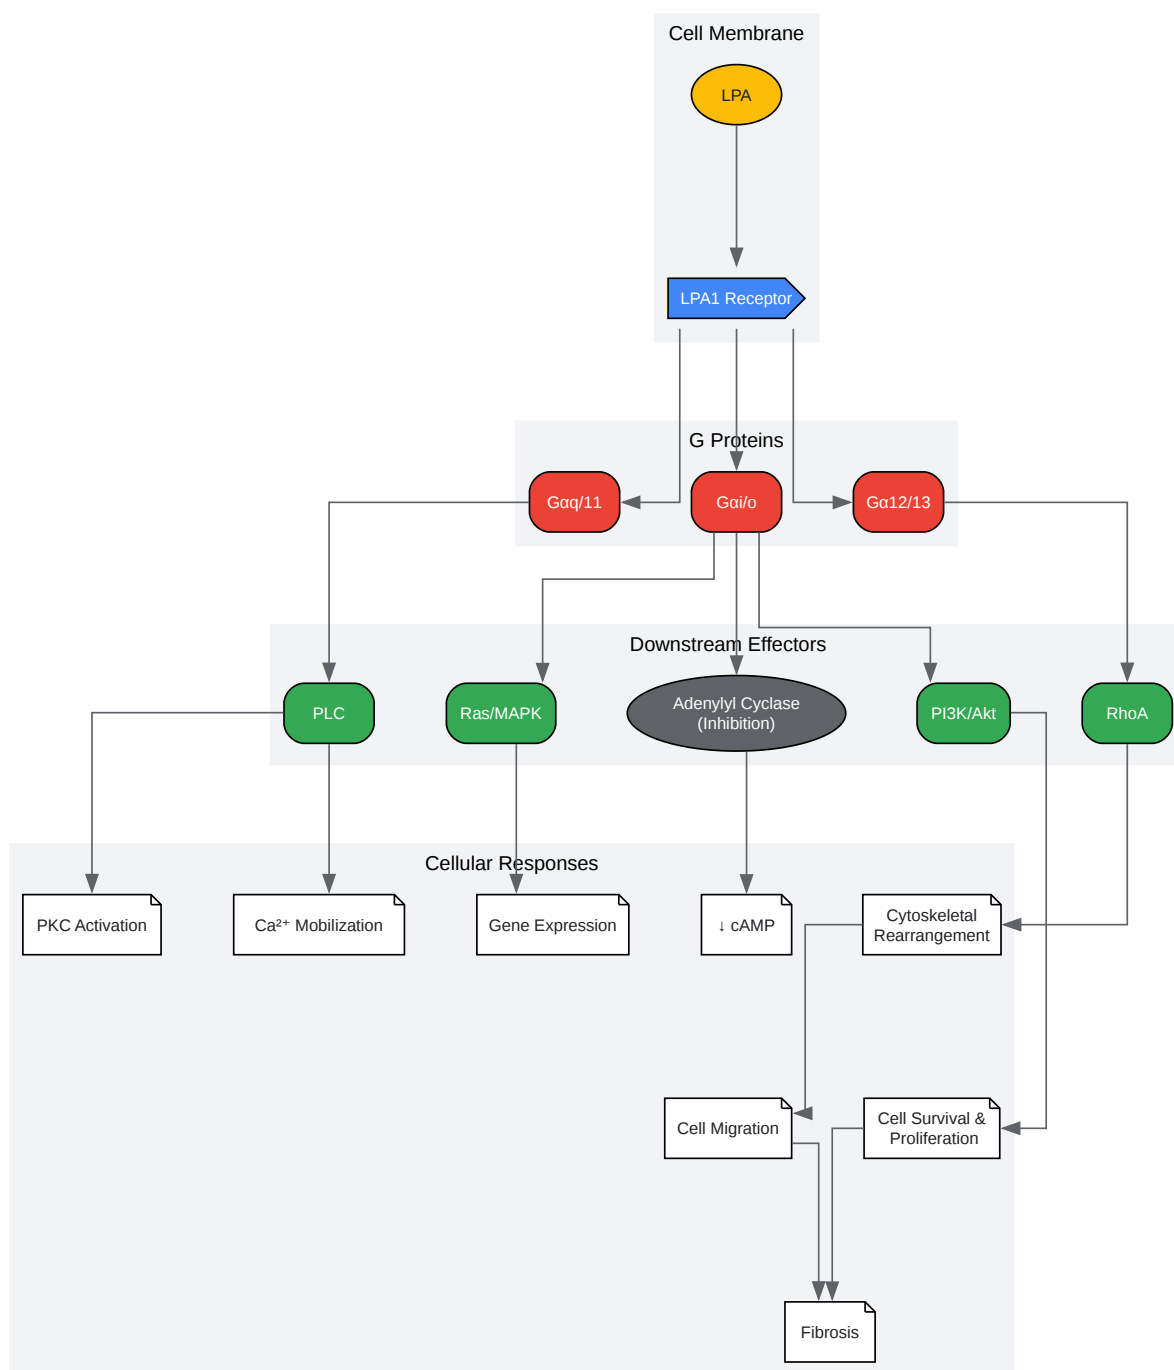 Cell Membrane
LPA
LPA1 Receptor
G Proteins
Gαq/11
Gαi/o
Gα12/13
Downstream Effectors
PLC
Ras/MAPK
Adenylyl Cyclase
(Inhibition)
PI3K/Akt
RhoA
Cellular Responses
PKC Activation
Ca²⁺ Mobilization
Gene Expression
↓ cAMP
Cytoskeletal
Rearrangement
Cell Migration
Cell Survival &
Proliferation
Fibrosis